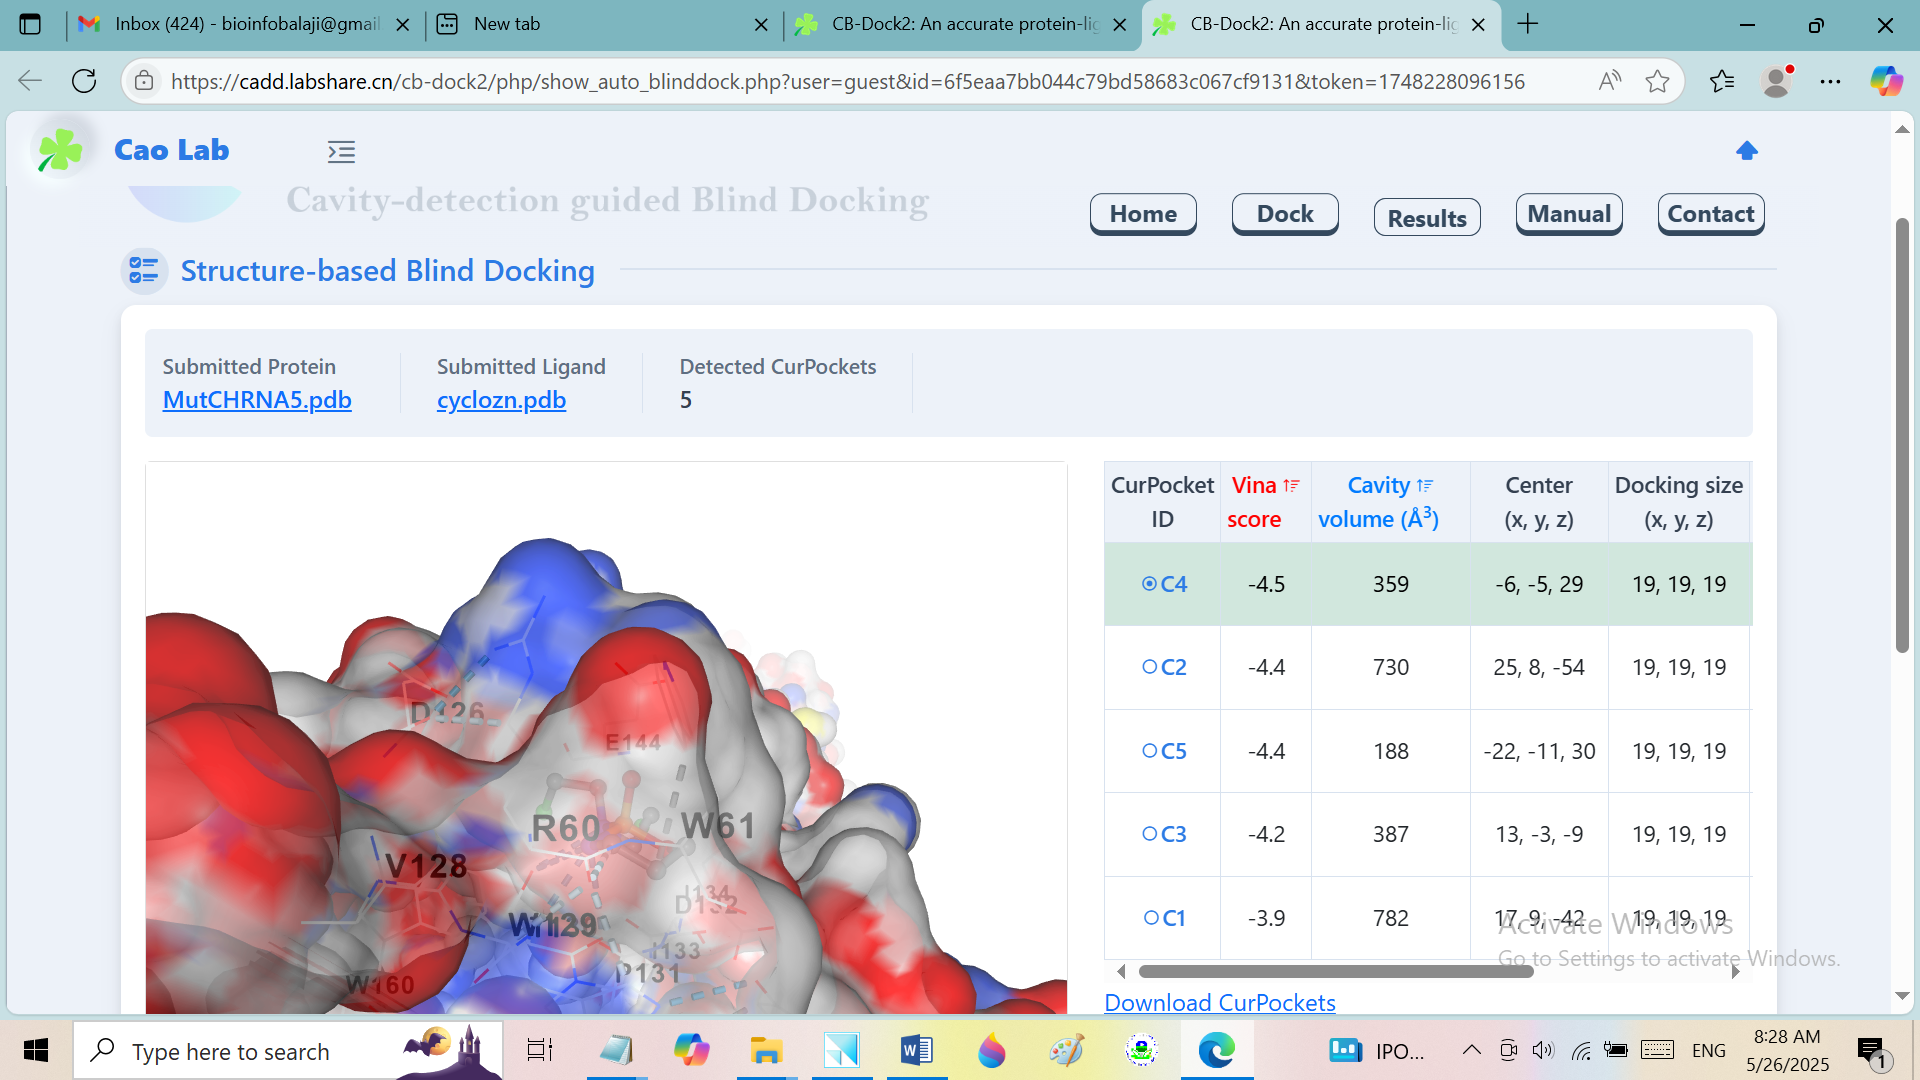 Inbox (424) - bioinfobalaji@gmail
New tab
CB-Dock2: An accurate protein-lig
CB-Dock2: An accurate protein-lig
https://cadd.labshare.cn/cb-dock2/php/show_auto_blinddock.php?user=guest&id=6f5eaa7bb044c79bd58683c067cf9131&token=1748228096156
Cao Lab
Cavity-detection guided Blind Docking
Home Dock Results Manual Contact
Structure-based Blind Docking
Submitted Protein Submitted Ligand Detected CurPockets
MutCHRNA5.pdb cyclozn.pdb 5
CurPocket ID Vina score Cavity volume (Å³) Center (x, y, z) Docking size (x, y, z)
C4 -4.5 359 -6, -5, 29 19, 19, 19
C2 -4.4 730 25, 8, -54 19, 19, 19
C5 -4.4 188 -22, -11, 30 19, 19, 19
C3 -4.2 387 13, -3, -9 19, 19, 19
C1 -3.9 782 17, 9, -42 19, 19, 19
D126
E144
R60
W61
V128
I134
D132
I133
P131
W160
Activate Windows
Go to Settings to activate Windows.
Download CurPockets
Type here to search
IPO...
ENG
8:28 AM
5/26/2025
1